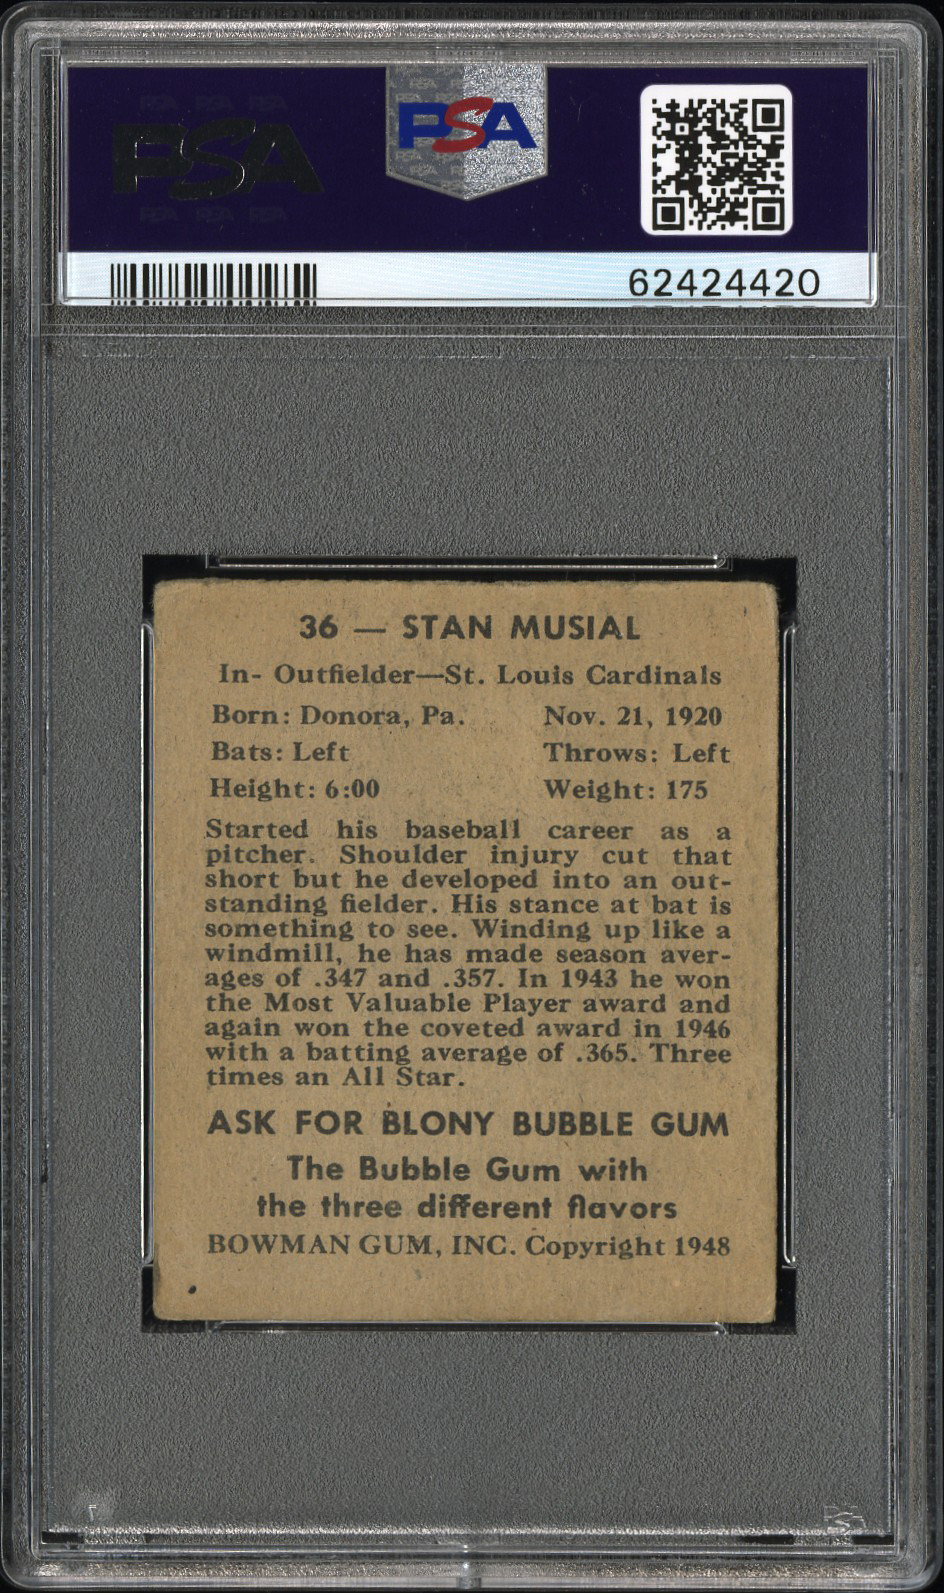 PSA
PSA
62424420
36 — STAN MUSIAL
In- Outfielder—St. Louis Cardinals
Born: Donora, Pa. Nov. 21, 1920
Bats: Left Throws: Left
Height: 6:00 Weight: 175
Started his baseball career as a
pitcher. Shoulder injury cut that
short but he developed into an out-
standing fielder. His stance at bat is
something to see. Winding up like a
windmill, he has made season aver-
ages of .347 and .357. In 1943 he won
the Most Valuable Player award and
again won the coveted award in 1946
with a batting average of .365. Three
times an All Star.
ASK FOR BLONY BUBBLE GUM
The Bubble Gum with
the three different flavors
BOWMAN GUM, INC. Copyright 1948